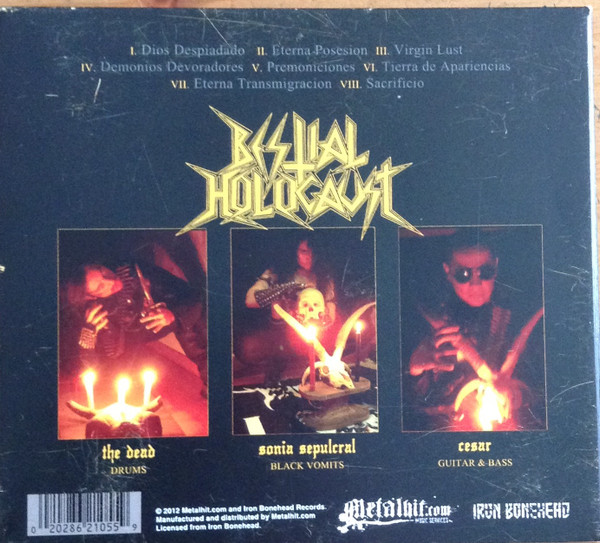 I. Dios Despiadado II. Eterna Posesion III. Virgin Lust
IV. Demonios Devoradores V. Premoniciones VI. Tierra de Apariencias
VII. Eterna Transmigracion VIII. Sacrificio
BESTIAL
HOLOCAUST
the dead
DRUMS
sonia sepulcral
BLACK VOMITS
cesar
GUITAR & BASS
0 20286 21055 9
© 2012 Metalhit.com and Iron Bonehead Records.
Manufactured and distributed by Metalhit.com
Licensed from Iron Bonehead.
Metalhit.com
MUSIC SERVICES
IRON BONEHEAD